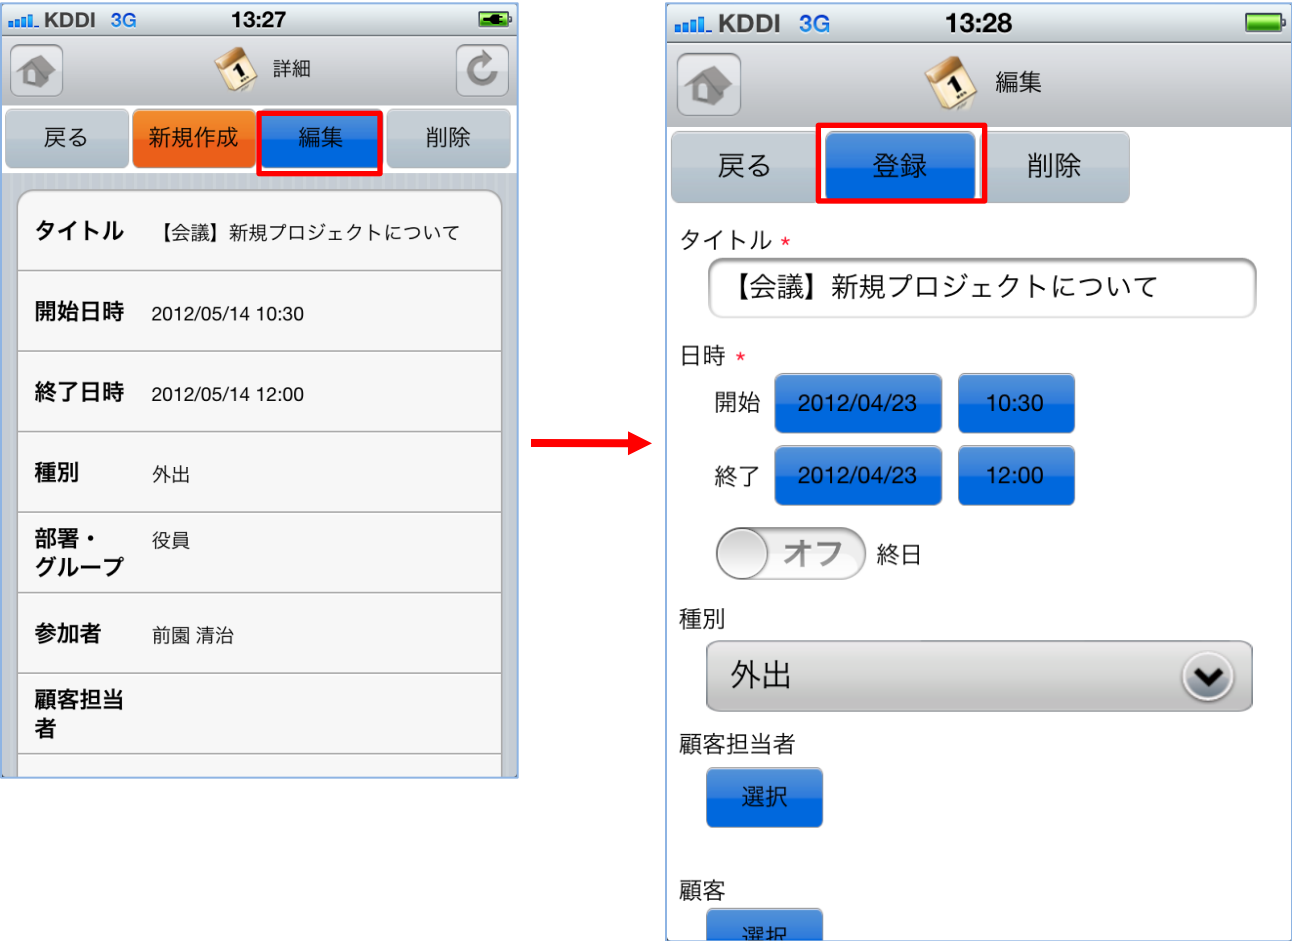 KDDI 3G 13:27
詳細
戻る 新規作成 編集 削除
タイトル 【会議】新規プロジェクトについて
開始日時 2012/05/14 10:30
終了日時 2012/05/14 12:00
種別 外出
部署・
グループ 役員
参加者 前園 清治
顧客担当
者
KDDI 3G 13:28
編集
戻る 登録 削除
タイトル *
【会議】新規プロジェクトについて
日時 *
開始 2012/04/23 10:30
終了 2012/04/23 12:00
オフ 終日
種別
外出
顧客担当者
選択
顧客
選択